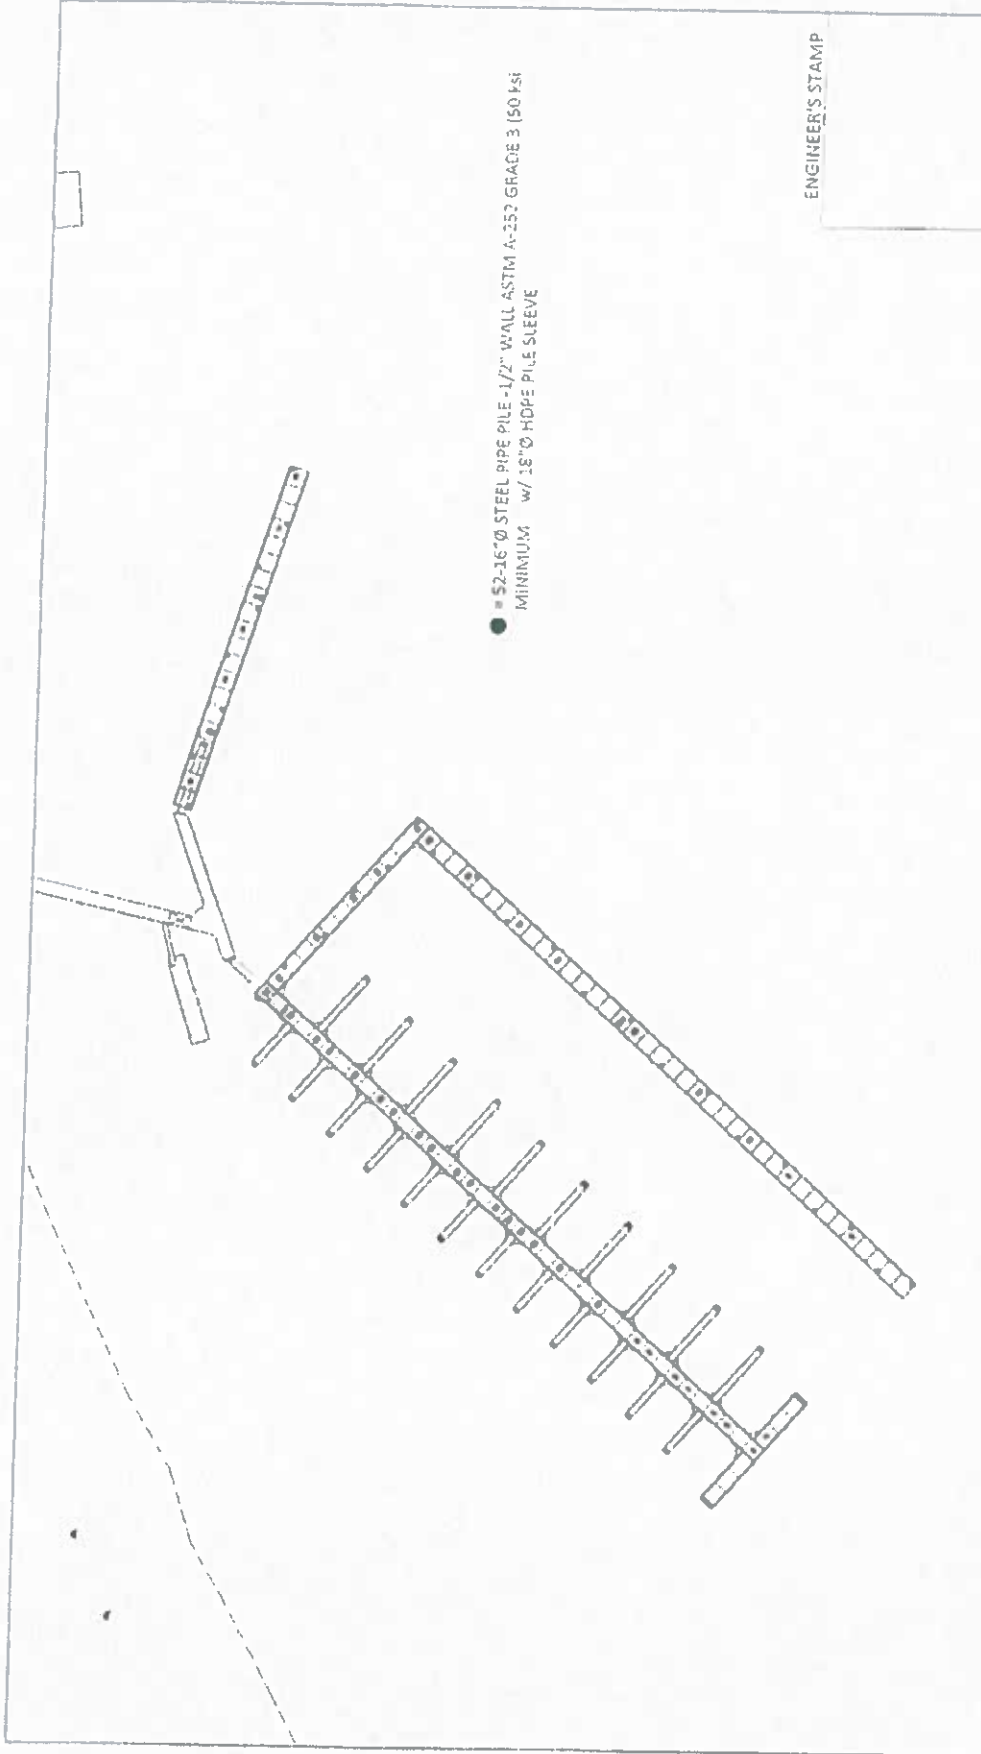 = 52-16"Ø STEEL PIPE PILE -1/2" WALL ASTM A-252 GRADE 3 (50 ksi
MINIMUM w/ 18"Ø HDPE PILE SLEEVE
ENGINEER'S STAMP